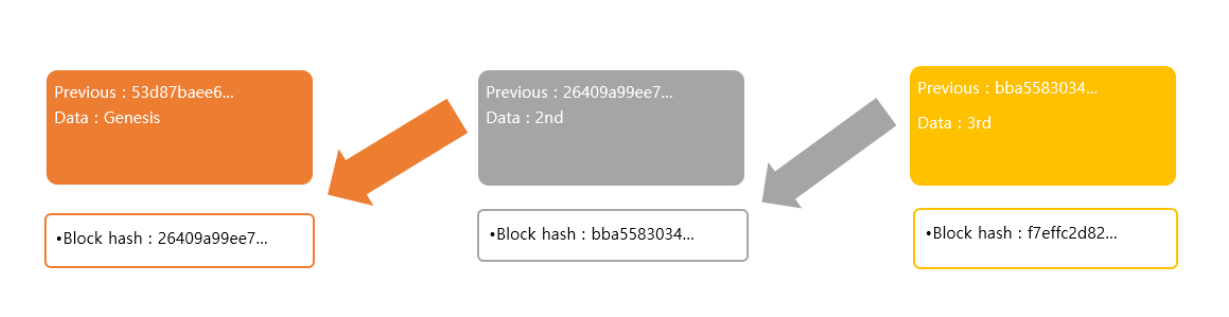 Previous : 53d87baee6...
Data : Genesis
•Block hash : 26409a99ee7...
Previous : 26409a99ee7...
Data : 2nd
•Block hash : bba5583034...
Previous : bba5583034...
Data : 3rd
•Block hash : f7effc2d82...